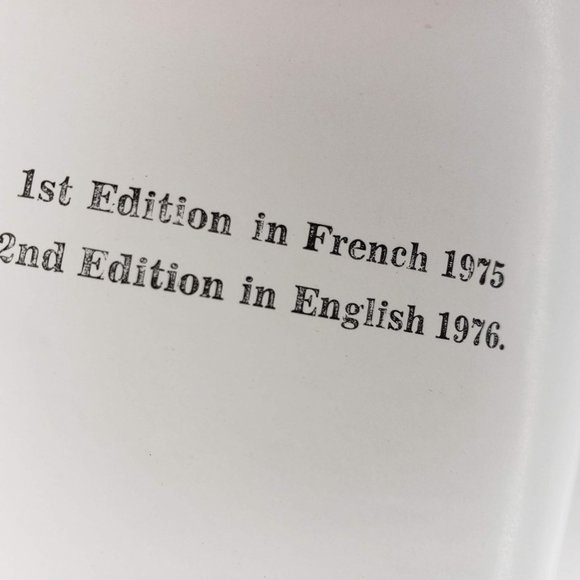 1st Edition in French 1975
2nd Edition in English 1976.